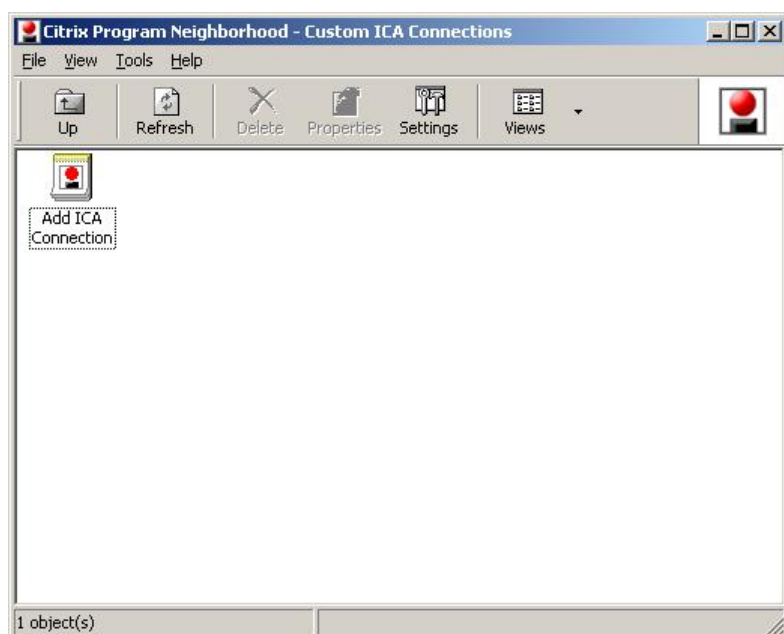 Citrix Program Neighborhood - Custom ICA Connections
File View Tools Help
Up Refresh Delete Properties Settings Views
Add ICA
Connection
1 object(s)